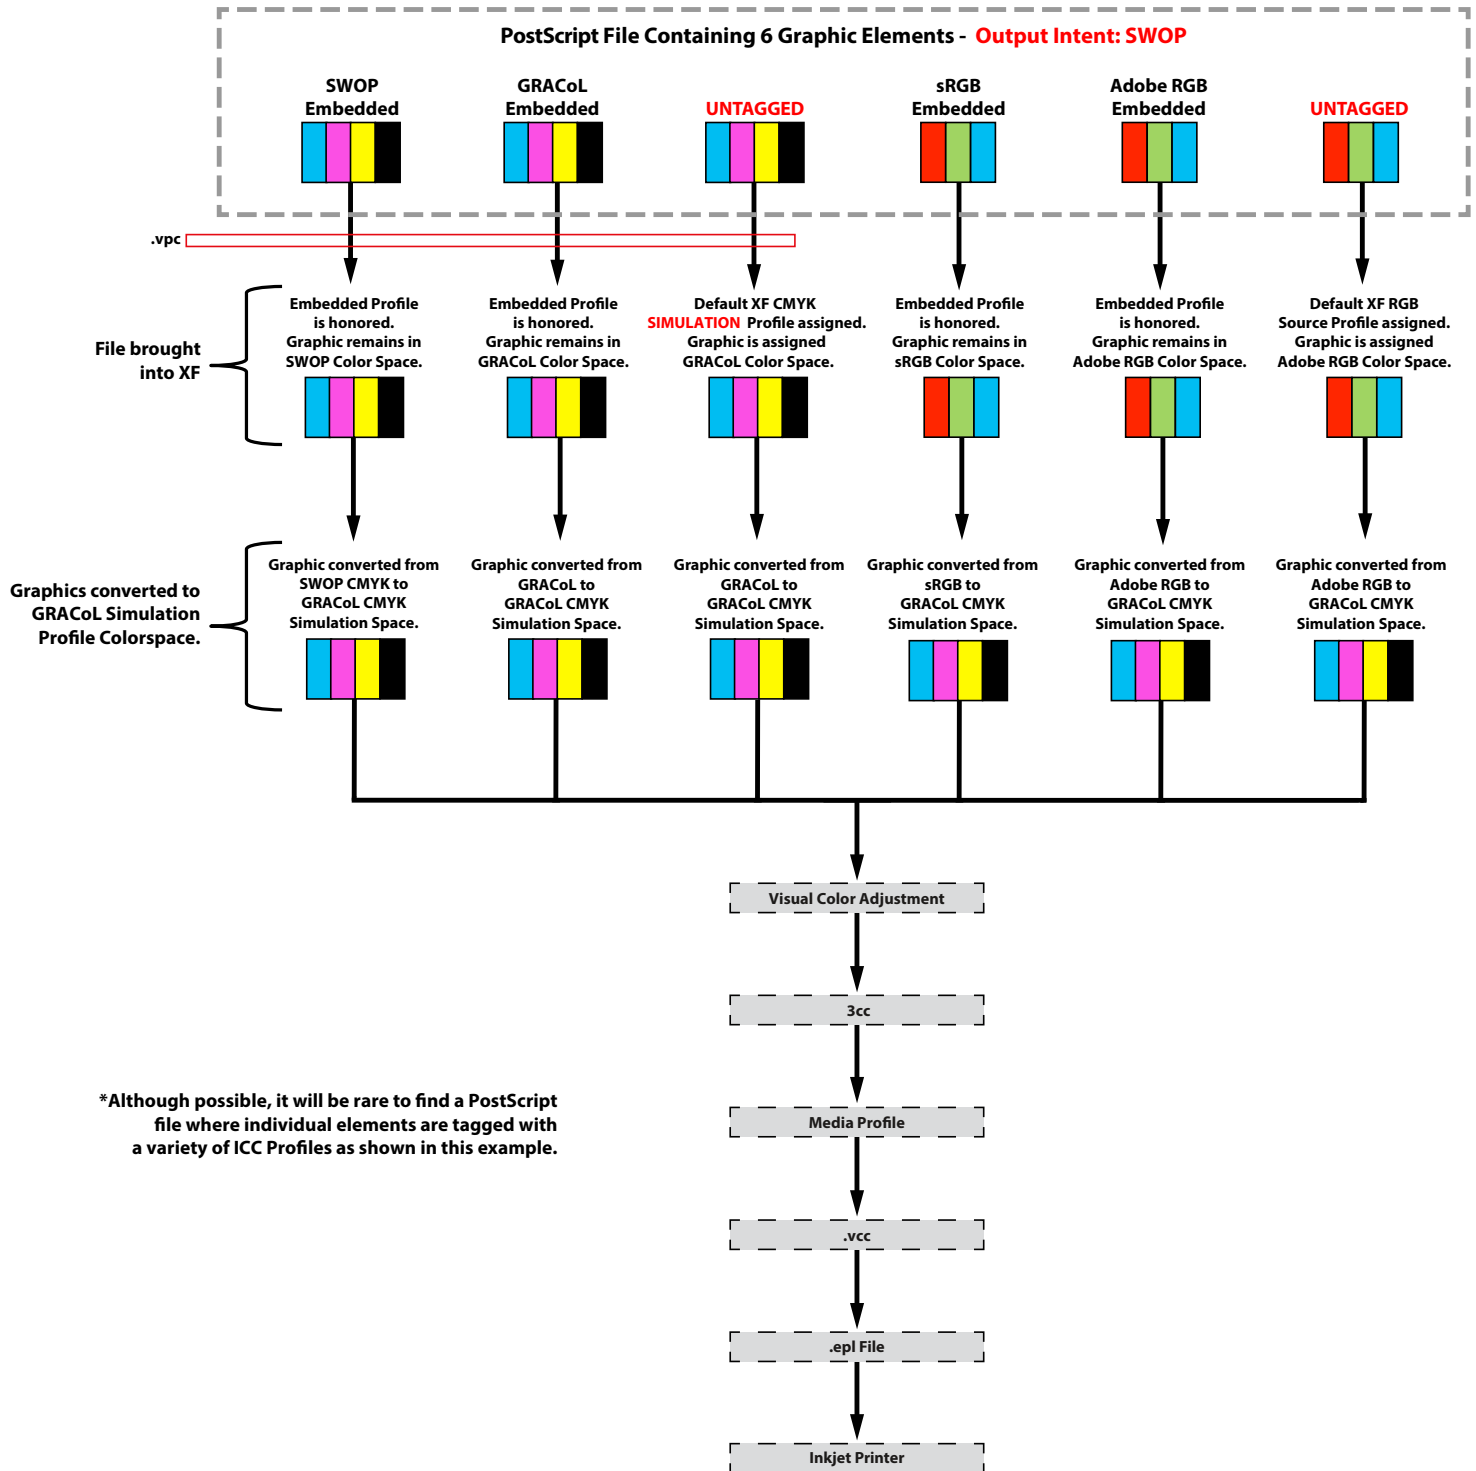 PostScript File Containing 6 Graphic Elements - Output Intent: SWOP
SWOP
Embedded
GRACoL
Embedded
UNTAGGED
sRGB
Embedded
Adobe RGB
Embedded
UNTAGGED
.vpc
File brought
into XF
Embedded Profile
is honored.
Graphic remains in
SWOP Color Space.
Embedded Profile
is honored.
Graphic remains in
GRACoL Color Space.
Default XF CMYK
SIMULATION Profile assigned.
Graphic is assigned
GRACoL Color Space.
Embedded Profile
is honored.
Graphic remains in
sRGB Color Space.
Embedded Profile
is honored.
Graphic remains in
Adobe RGB Color Space.
Default XF RGB
Source Profile assigned.
Graphic is assigned
Adobe RGB Color Space.
Graphics converted to
GRACoL Simulation
Profile Colorspace.
Graphic converted from
SWOP CMYK to
GRACoL CMYK
Simulation Space.
Graphic converted from
GRACoL to
GRACoL CMYK
Simulation Space.
Graphic converted from
GRACoL to
GRACoL CMYK
Simulation Space.
Graphic converted from
sRGB to
GRACoL CMYK
Simulation Space.
Graphic converted from
Adobe RGB to
GRACoL CMYK
Simulation Space.
Graphic converted from
Adobe RGB to
GRACoL CMYK
Simulation Space.
Visual Color Adjustment
3cc
*Although possible, it will be rare to find a PostScript
file where individual elements are tagged with
a variety of ICC Profiles as shown in this example.
Media Profile
.vcc
.epl File
Inkjet Printer